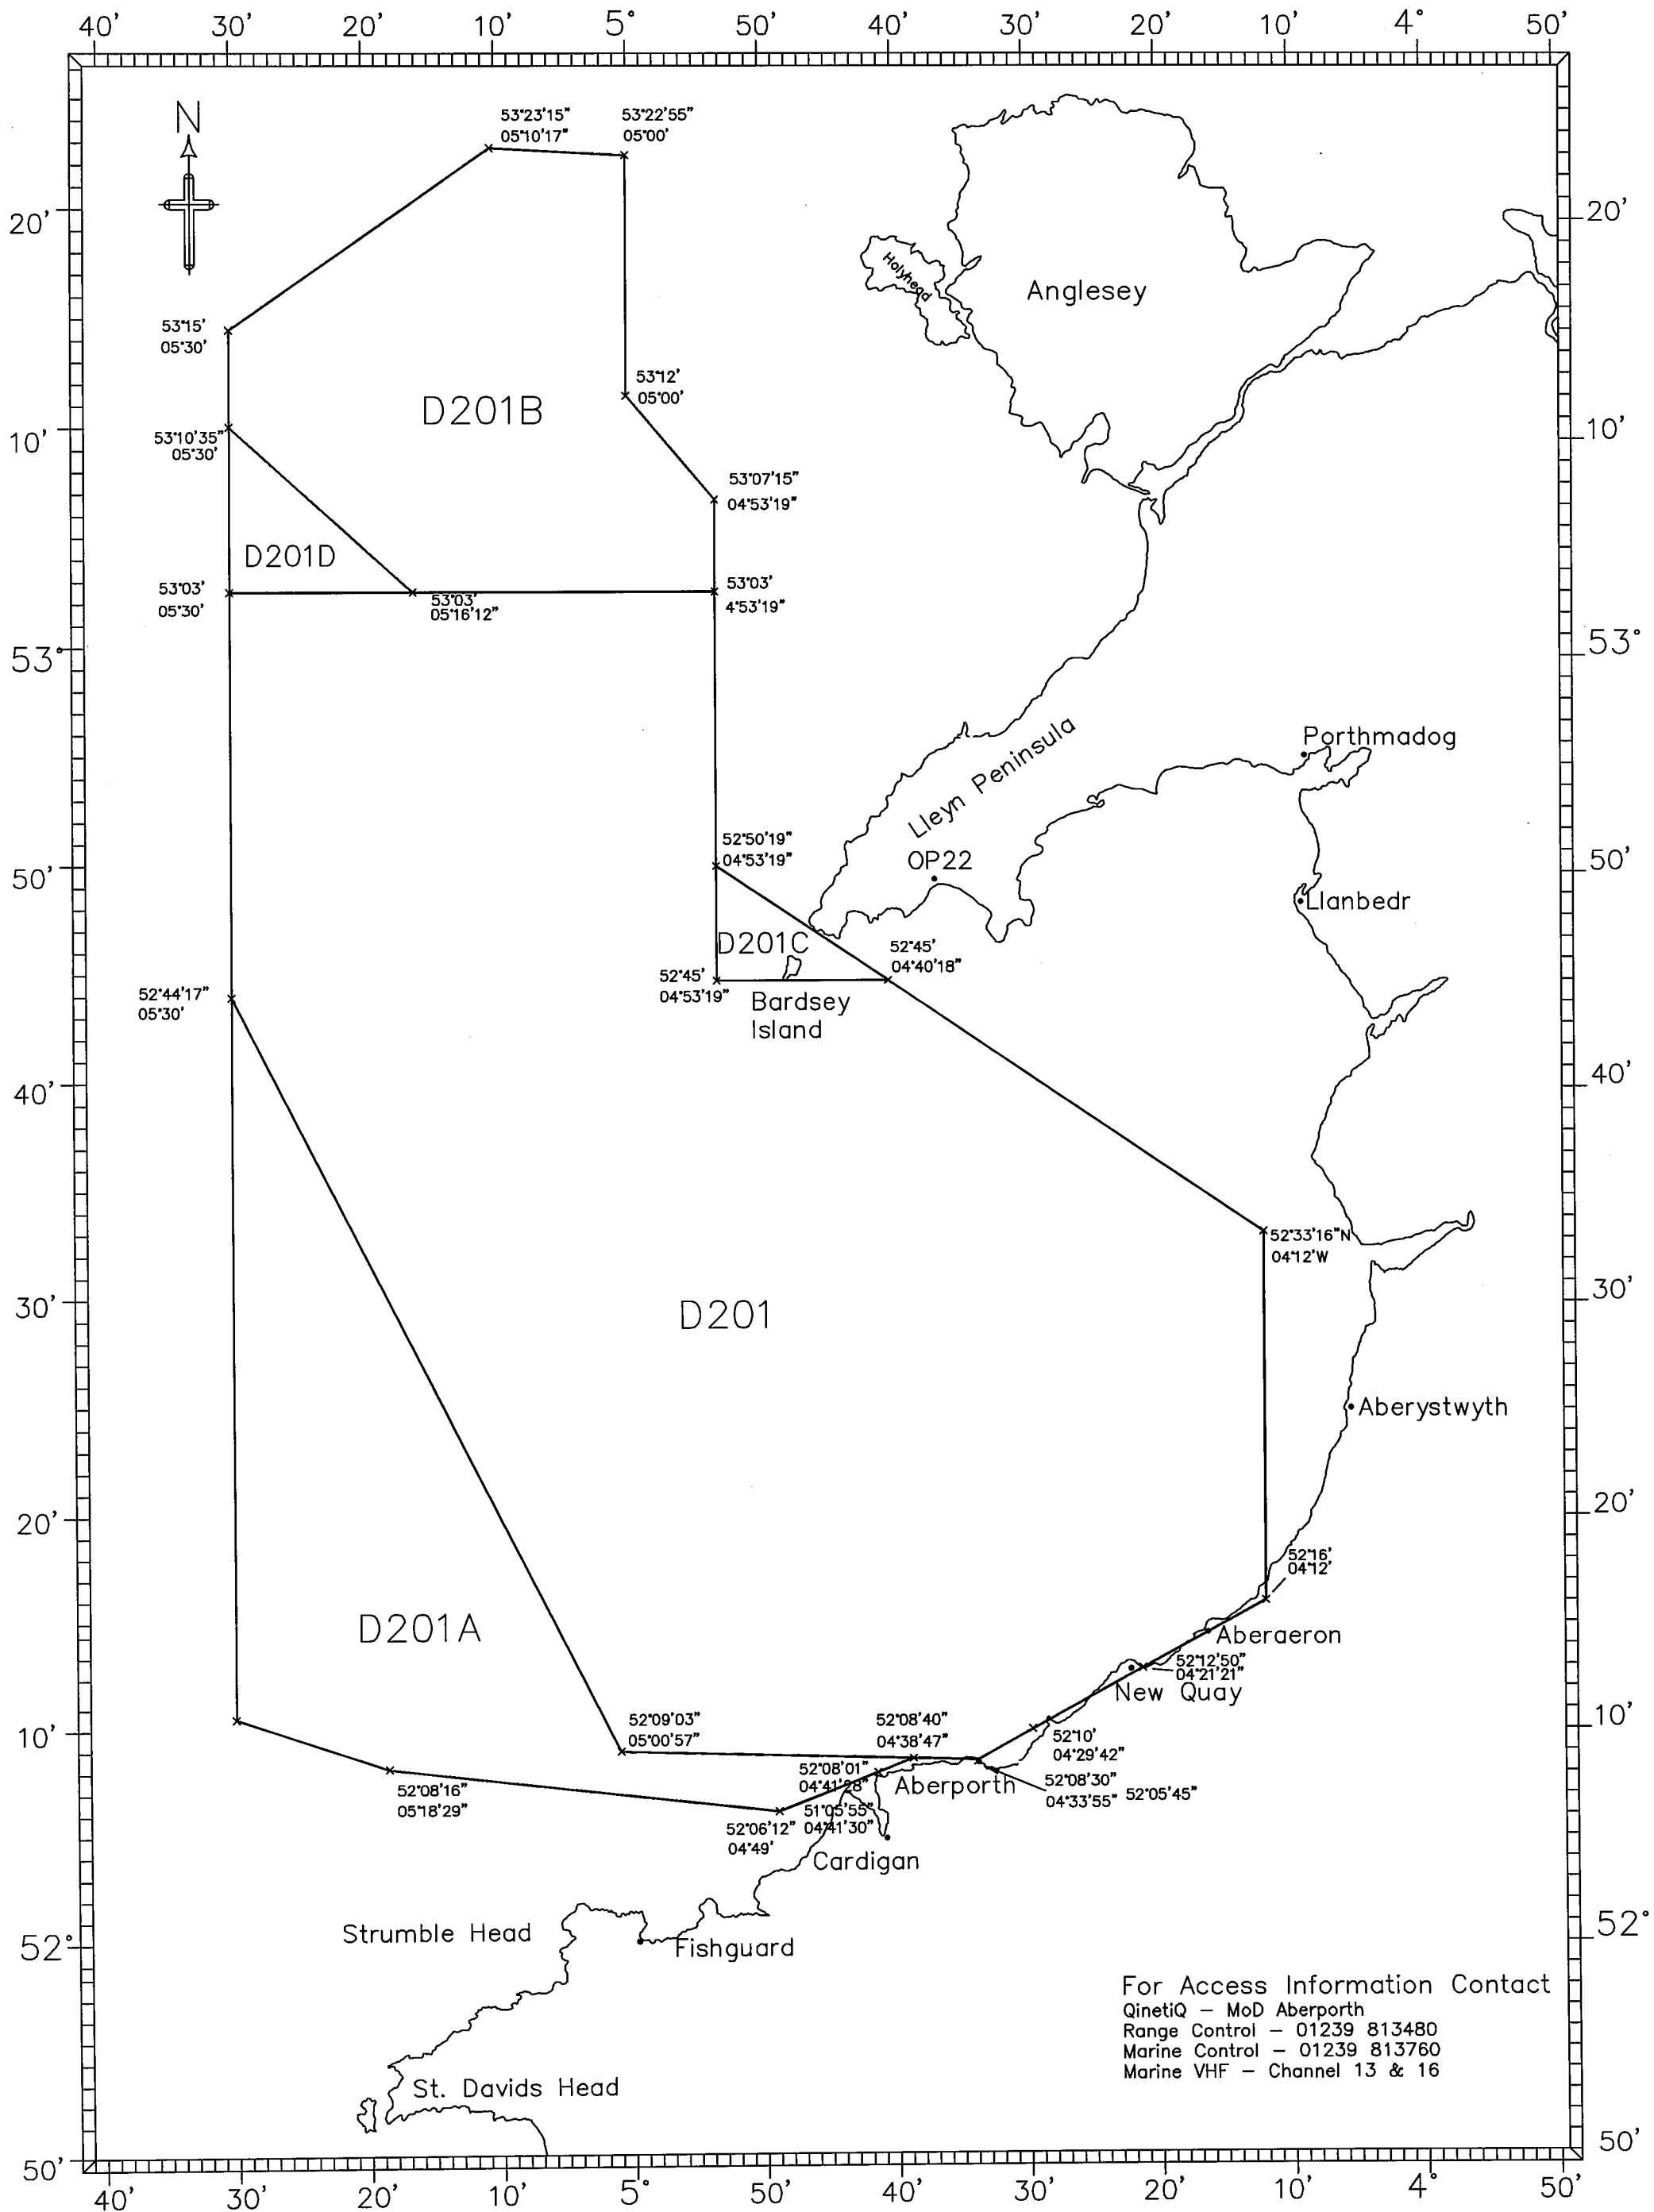 40' 30' 10' 5° 50' 40' 30' 20' 10' 4° 50'
N
53°23'15"
05°10'17"
53°22'55"
05°00'
20' 20'
Holyhead
Anglesey
53°15'
05°30'
53°12'
05°00'
D201B
10' 10'
53°10'35"
05°30'
53°07'15"
04°53'19"
D201D
53°03'
05°30'
53°03'
05°16'12"
53°03'
4°53'19"
53° 53°
Porthmadog
Lleyn Peninsula
52°50'19"
04°53'19"
OP22
50' 50'
Llanbedr
D201C
52°45'
04°40'18"
52°45'
04°53'19"
Bardsey
Island
52°44'17"
05°30'
40' 40'
52°33'16"N
04°12'W
30' 30'
D201
Aberystwyth
20' 20'
52°16'
04°12'
D201A
Aberaeron
52°12'50"
04°21'21"
New Quay
10' 10'
52°09'03"
05°00'57"
52°08'40"
04°38'47"
52°10'
04°29'42"
52°08'01"
04°41'28"
Aberporth
52°08'30"
04°33'55" 52°05'45"
52°08'16"
05°18'29"
51°05'55"
04°41'30"
52°06'12"
04°49'
Cardigan
Strumble Head
Fishguard
52° 52°
For Access Information Contact
QinetiQ – MoD Aberporth
Range Control – 01239 813480
Marine Control – 01239 813760
Marine VHF – Channel 13 & 16
St. Davids Head
50' 50'
40' 30' 20' 10' 5° 50' 40' 30' 20' 10' 4° 50'